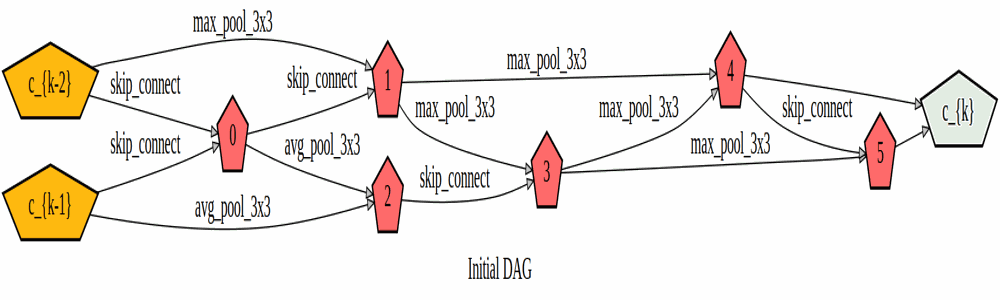 max_pool_3x3
c_{k-2}
skip_connect
skip_connect
0
skip_connect
avg_pool_3x3
c_{k-1}
avg_pool_3x3
1
max_pool_3x3
max_pool_3x3
2
skip_connect
3
max_pool_3x3
max_pool_3x3
4
skip_connect
5
c_{k}
Initial DAG